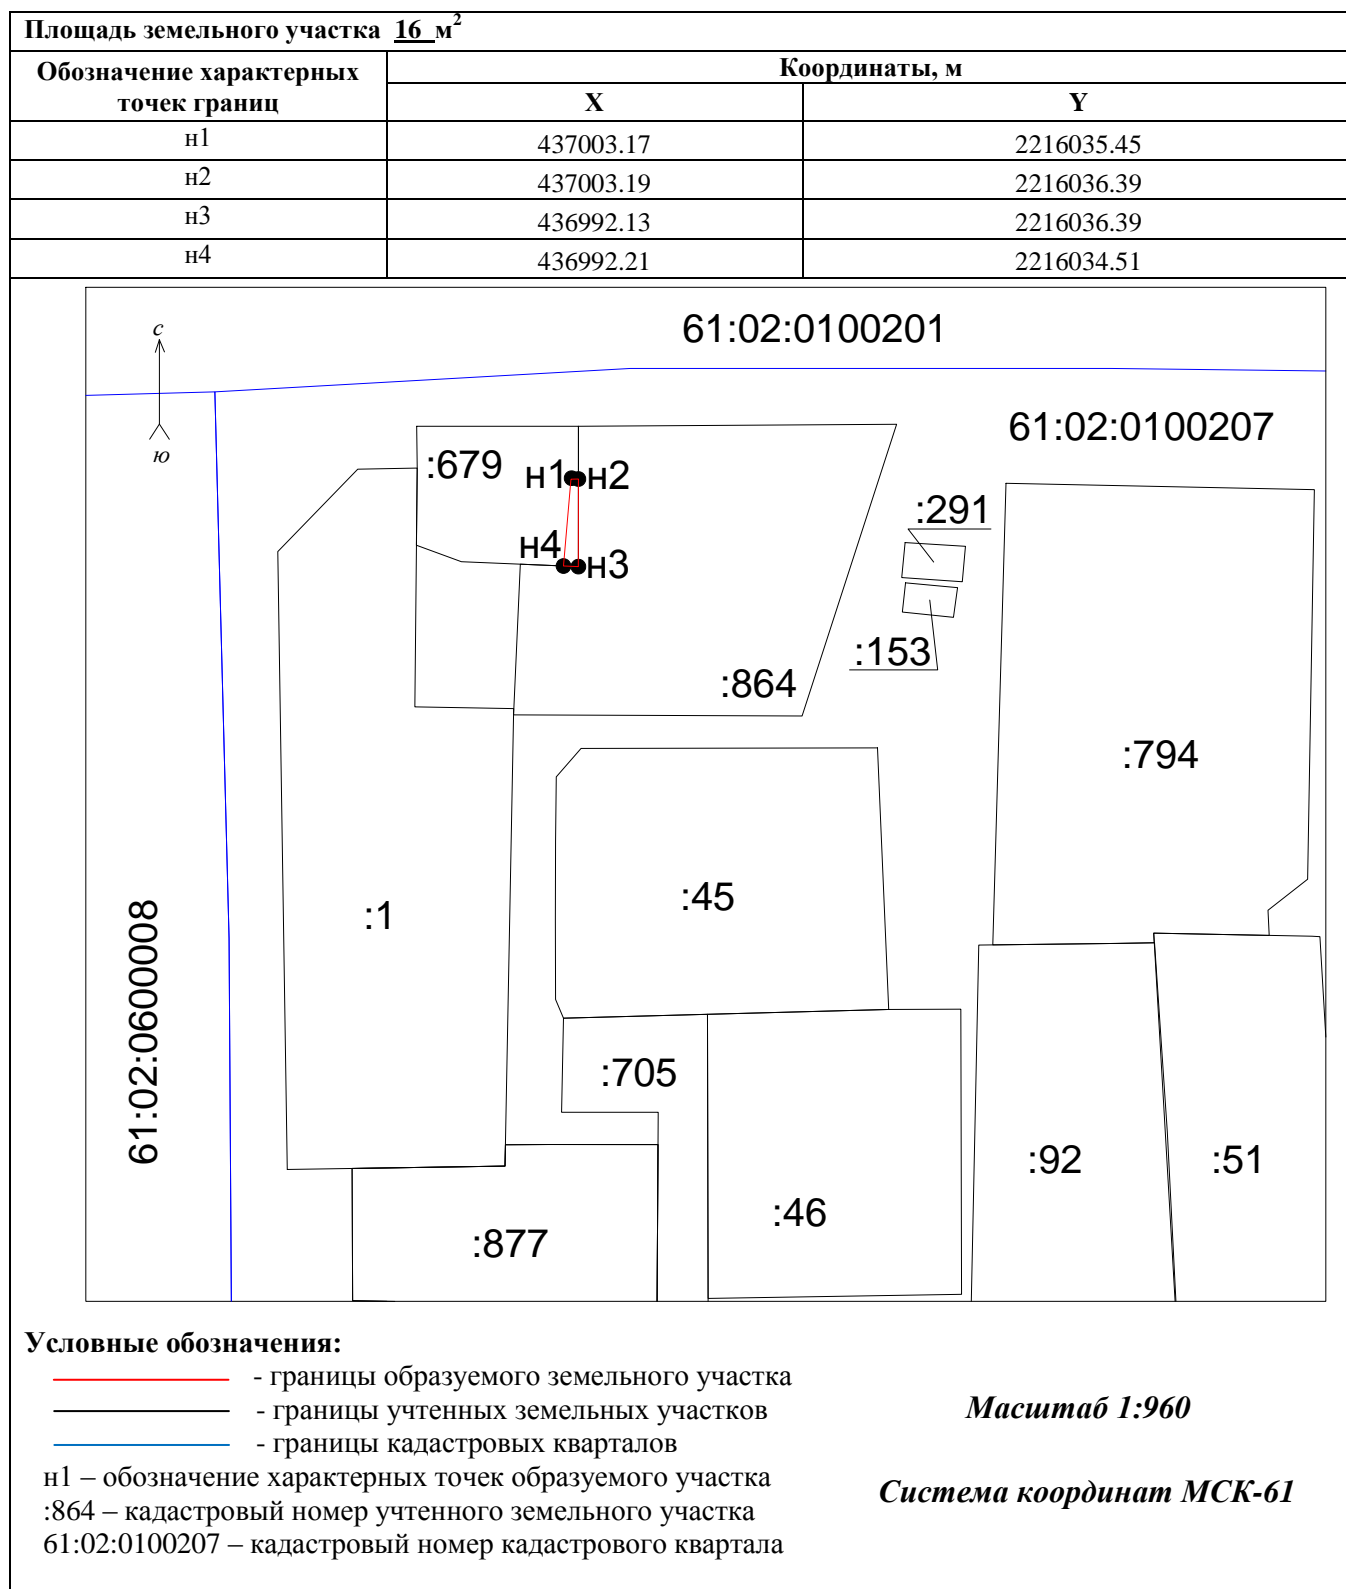 Площадь земельного участка 16 м²
Обозначение характерных точек границ
Координаты, м
X Y
н1 437003.17 2216035.45
н2 437003.19 2216036.39
н3 436992.13 2216036.39
н4 436992.21 2216034.51
с
ю
61:02:0100201
61:02:0100207
:679
н1
н2
н4
н3
:291
:153
:864
:794
:1
:45
61:02:0600008
:705
:92
:51
:46
:877
Условные обозначения:
- границы образуемого земельного участка
- границы учтенных земельных участков
- границы кадастровых кварталов
н1 – обозначение характерных точек образуемого участка
:864 – кадастровый номер учтенного земельного участка
61:02:0100207 – кадастровый номер кадастрового квартала
Масштаб 1:960
Система координат МСК-61